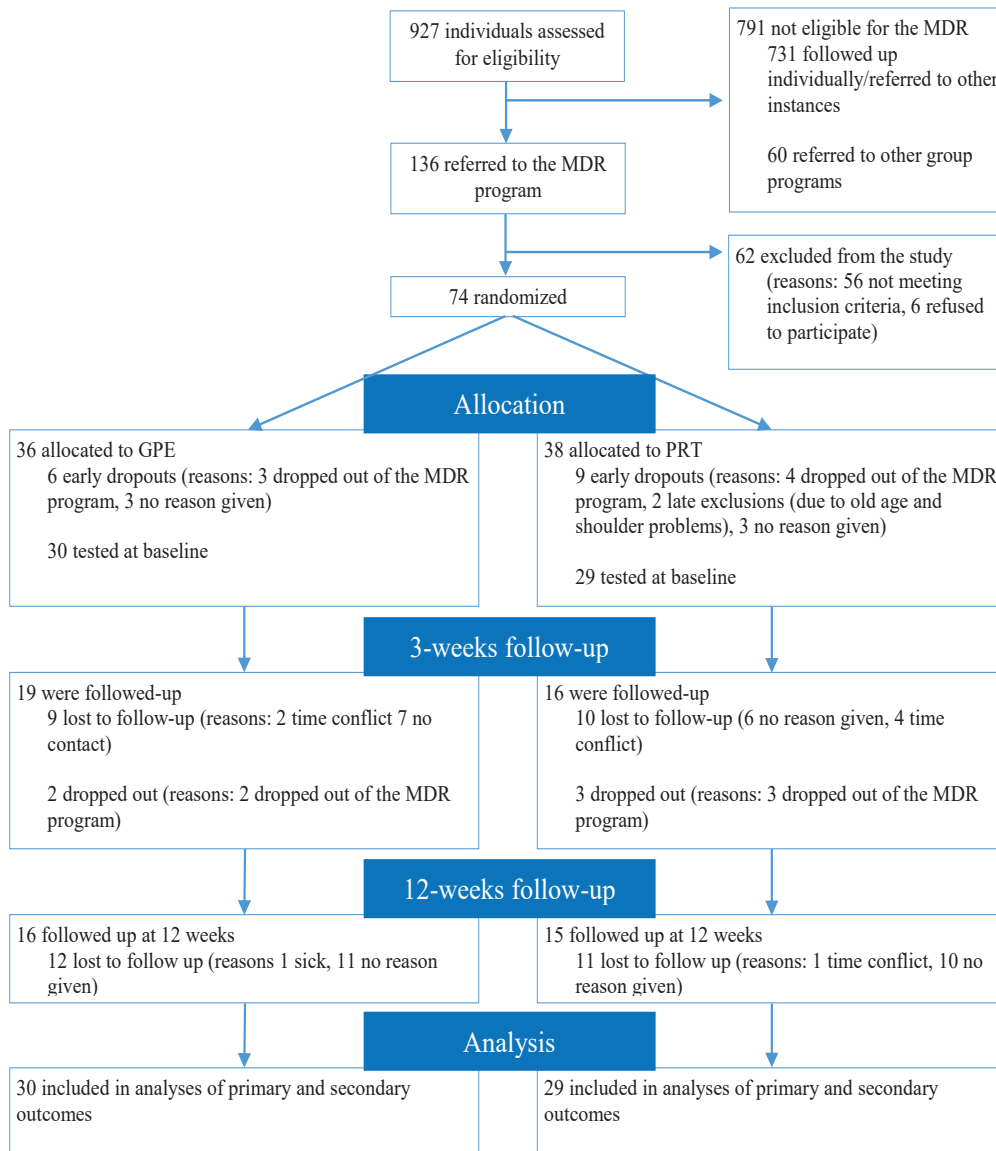 927 individuals assessed
for eligibility
791 not eligible for the MDR
731 followed up
individually/referred to other
instances
60 referred to other group
programs
136 referred to the MDR
program
62 excluded from the study
(reasons: 56 not meeting
inclusion criteria, 6 refused
to participate)
74 randomized
Allocation
36 allocated to GPE
6 early dropouts (reasons: 3 dropped out of the MDR
program, 3 no reason given)
30 tested at baseline
38 allocated to PRT
9 early dropouts (reasons: 4 dropped out of the MDR
program, 2 late exclusions (due to old age and
shoulder problems), 3 no reason given)
29 tested at baseline
3-weeks follow-up
19 were followed-up
9 lost to follow-up (reasons: 2 time conflict 7 no
contact)
2 dropped out (reasons: 2 dropped out of the MDR
program)
16 were followed-up
10 lost to follow-up (6 no reason given, 4 time
conflict)
3 dropped out (reasons: 3 dropped out of the MDR
program)
12-weeks follow-up
16 followed up at 12 weeks
12 lost to follow up (reasons 1 sick, 11 no reason
given)
15 followed up at 12 weeks
11 lost to follow up (reasons: 1 time conflict, 10 no
reason given)
Analysis
30 included in analyses of primary and secondary
outcomes
29 included in analyses of primary and secondary
outcomes